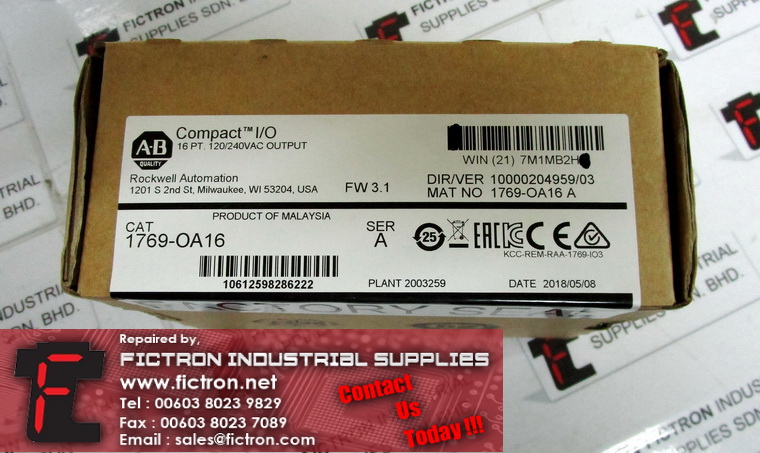 FICTRON INDUSTRIAL
SUPPLIES SDN. BHD.
A-B
QUALITY
Compact™ I/O
16 PT. 120/240VAC OUTPUT
WIN (21) 7M1MB2H
Rockwell Automation
1201 S 2nd St, Milwaukee, WI 53204, USA
FW 3.1
DIR/VER 10000204959/03
MAT NO 1769-OA16 A
PRODUCT OF MALAYSIA
CAT
1769-OA16
SER
A
25
EAC KC CE
KCC-REM-RAA-1769-IO3
10612598286222
PLANT 2003259
DATE 2018/05/08
Repaired by,
FICTRON INDUSTRIAL SUPPLIES
www.fictron.net
Tel : 00603 8023 9829
Fax : 00603 8023 7089
Email : sales@fictron.com
Contact
Us
Today !!!